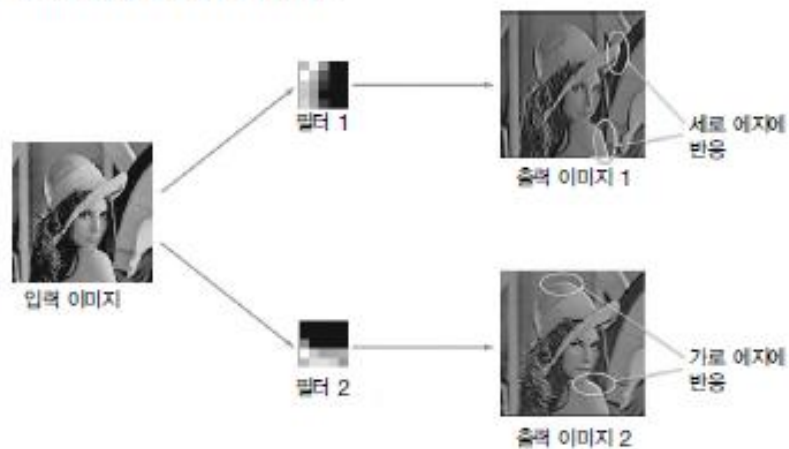 필터 1
세로 에지에
반응
출력 이미지 1
입력 이미지
필터 2
가로 에지에
반응
출력 이미지 2